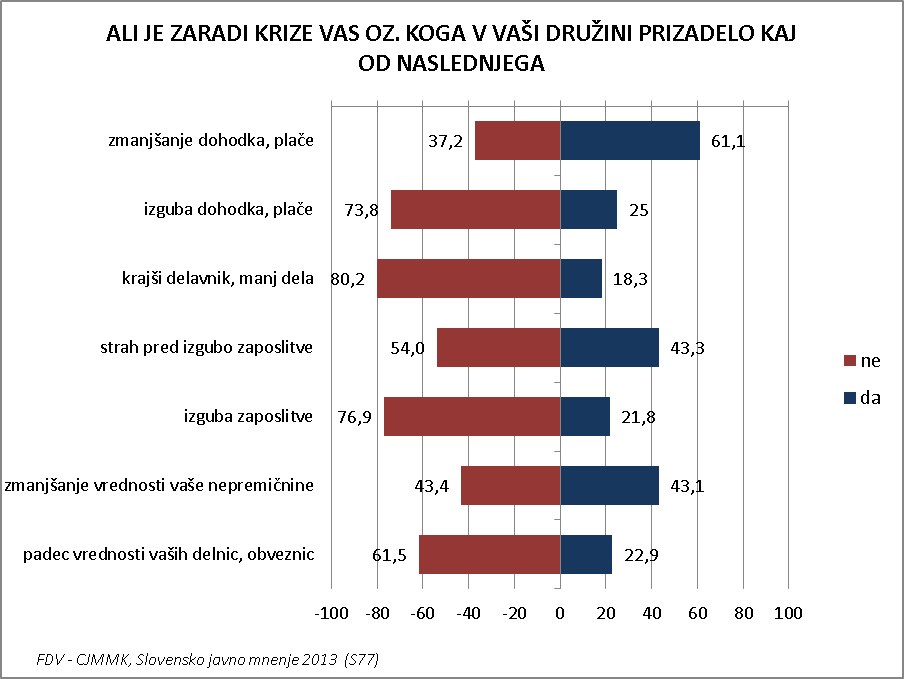 ALI JE ZARADI KRIZE VAS OZ. KOGA V VAŠI DRUŽINI PRIZADELO KAJ
OD NASLEDNJEGA
zmanjšanje dohodka, plače 37,2 61,1
izguba dohodka, plače 73,8 25
krajši delavnik, manj dela 80,2 18,3
strah pred izgubo zaposlitve 54,0 43,3
izguba zaposlitve 76,9 21,8
zmanjšanje vrednosti vaše nepremičnine 43,4 43,1
padec vrednosti vaših delnic, obveznic 61,5 22,9
-100 -80 -60 -40 -20 0 20 40 60 80 100
ne
da
FDV - CJMMK, Slovensko javno mnenje 2013 (S77)